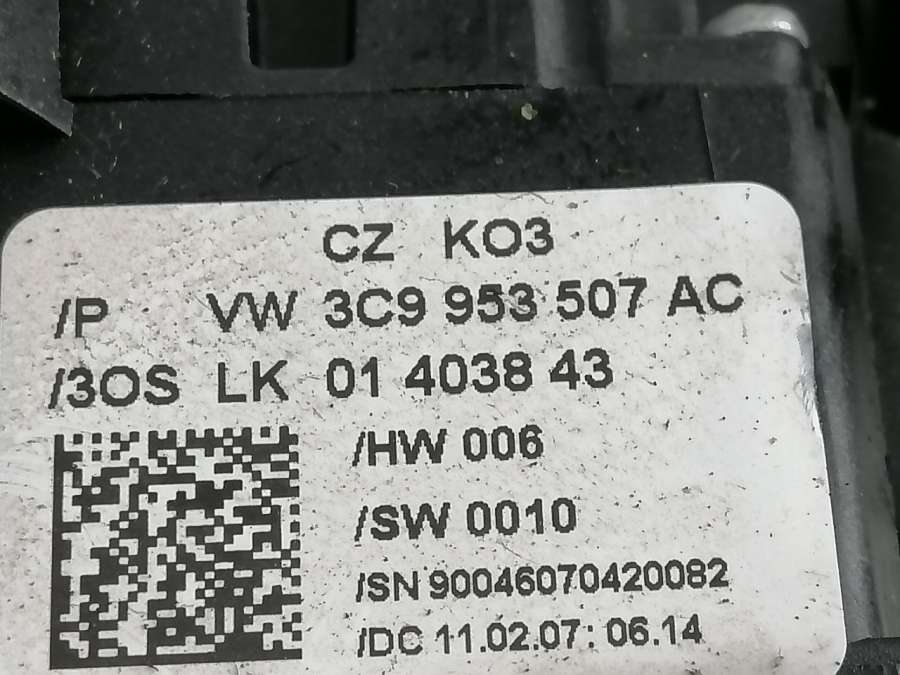 CZ KO3
/P VW 3C9 953 507 AC
/3OS LK 01 4038 43
/HW 006
/SW 0010
/SN 90046070420082
/DC 11.02.07: 06.14